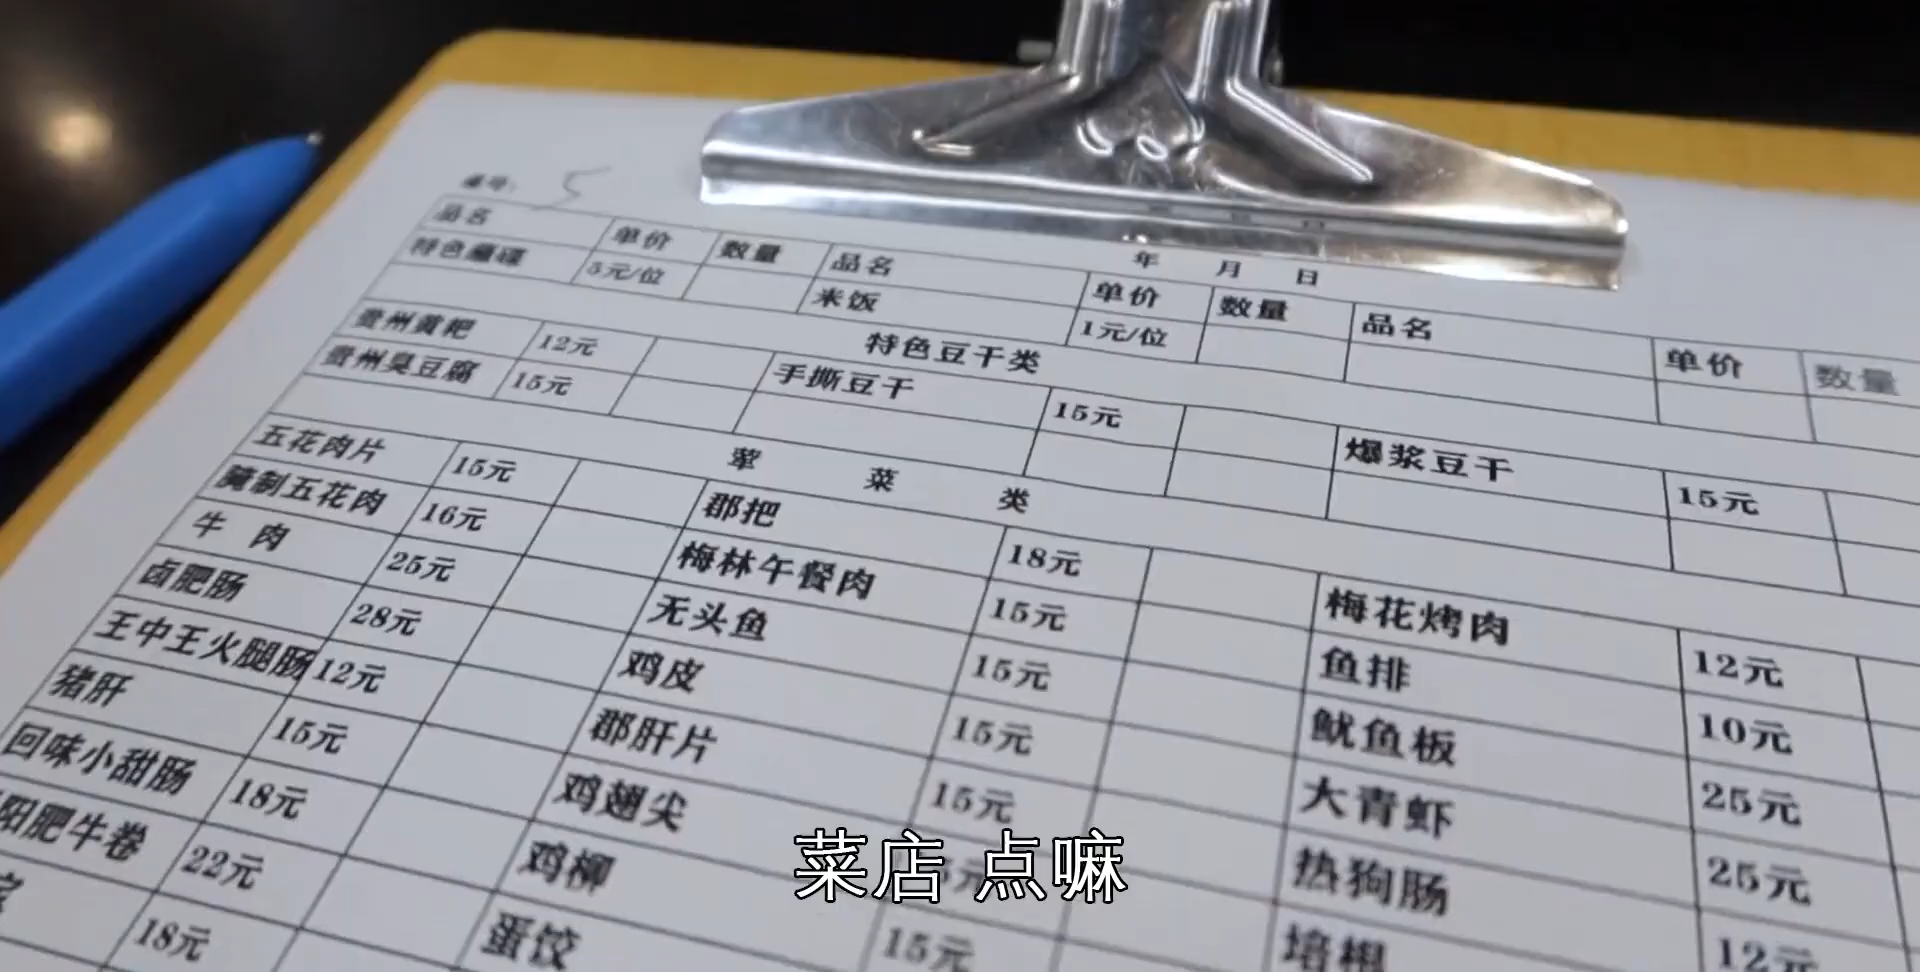 编号: 5
年 月 日
品名 单价 数量 品名 单价 数量 品名 单价 数量
特色蘸碟 5元/位 米饭 1元/位
特色豆干类
贵州黄粑 12元 手撕豆干 15元 爆浆豆干 15元
贵州臭豆腐 15元
荤 菜 类
五花肉片 15元 郡把 18元 梅花烤肉 12元
腌制五花肉 16元 梅林午餐肉 15元 鱼排 10元
牛 肉 25元 无头鱼 15元 鱿鱼板 25元
卤肥肠 28元 鸡皮 15元 大青虾 25元
王中王火腿肠 12元 郡肝片 15元 热狗肠 12元
猪肝 15元 鸡翅尖 培根
回味小甜肠 18元 鸡柳 15元
阳肥牛卷 22元 蛋饺
18元
菜店 点嘛